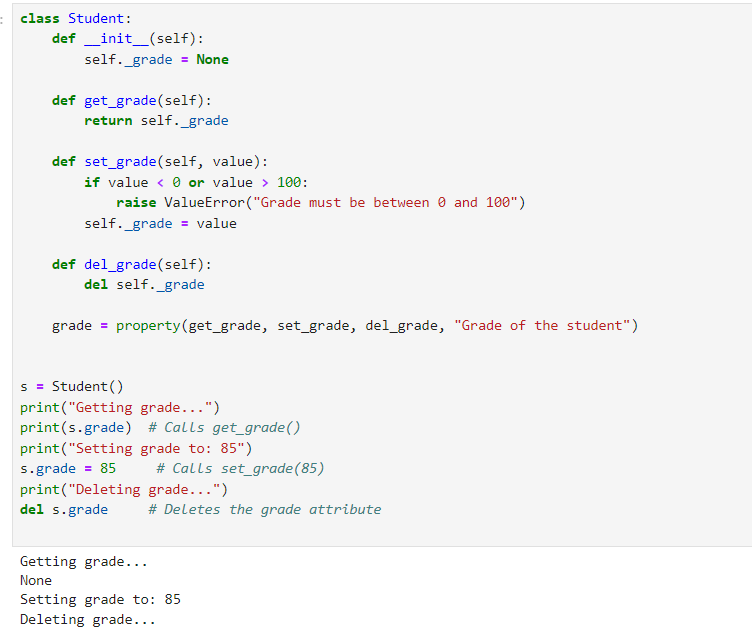 :
class Student:
    def __init__(self):
        self._grade = None
    def get_grade(self):
        return self._grade
    def set_grade(self, value):
        if value < 0 or value > 100:
            raise ValueError("Grade must be between 0 and 100")
        self._grade = value
    def del_grade(self):
        del self._grade
    grade = property(get_grade, set_grade, del_grade, "Grade of the student")
s = Student()
print("Getting grade...")
print(s.grade)  # Calls get_grade()
print("Setting grade to: 85")
s.grade = 85     # Calls set_grade(85)
print("Deleting grade...")
del s.grade     # Deletes the grade attribute
Getting grade...
None
Setting grade to: 85
Deleting grade...